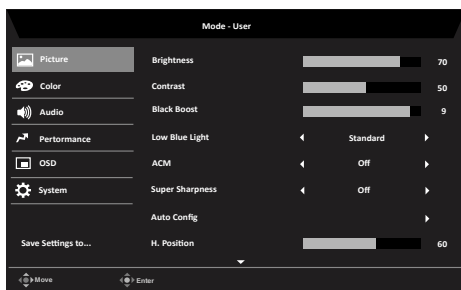 Mode - User
Picture
Brightness 70
Color
Contrast 50
Audio
Black Boost 9
Pertormance
Low Blue Light Standard
OSD
ACM Off
System
Super Sharpness Off
Auto Config
Save Settings to...
H. Position 60
Move Enter